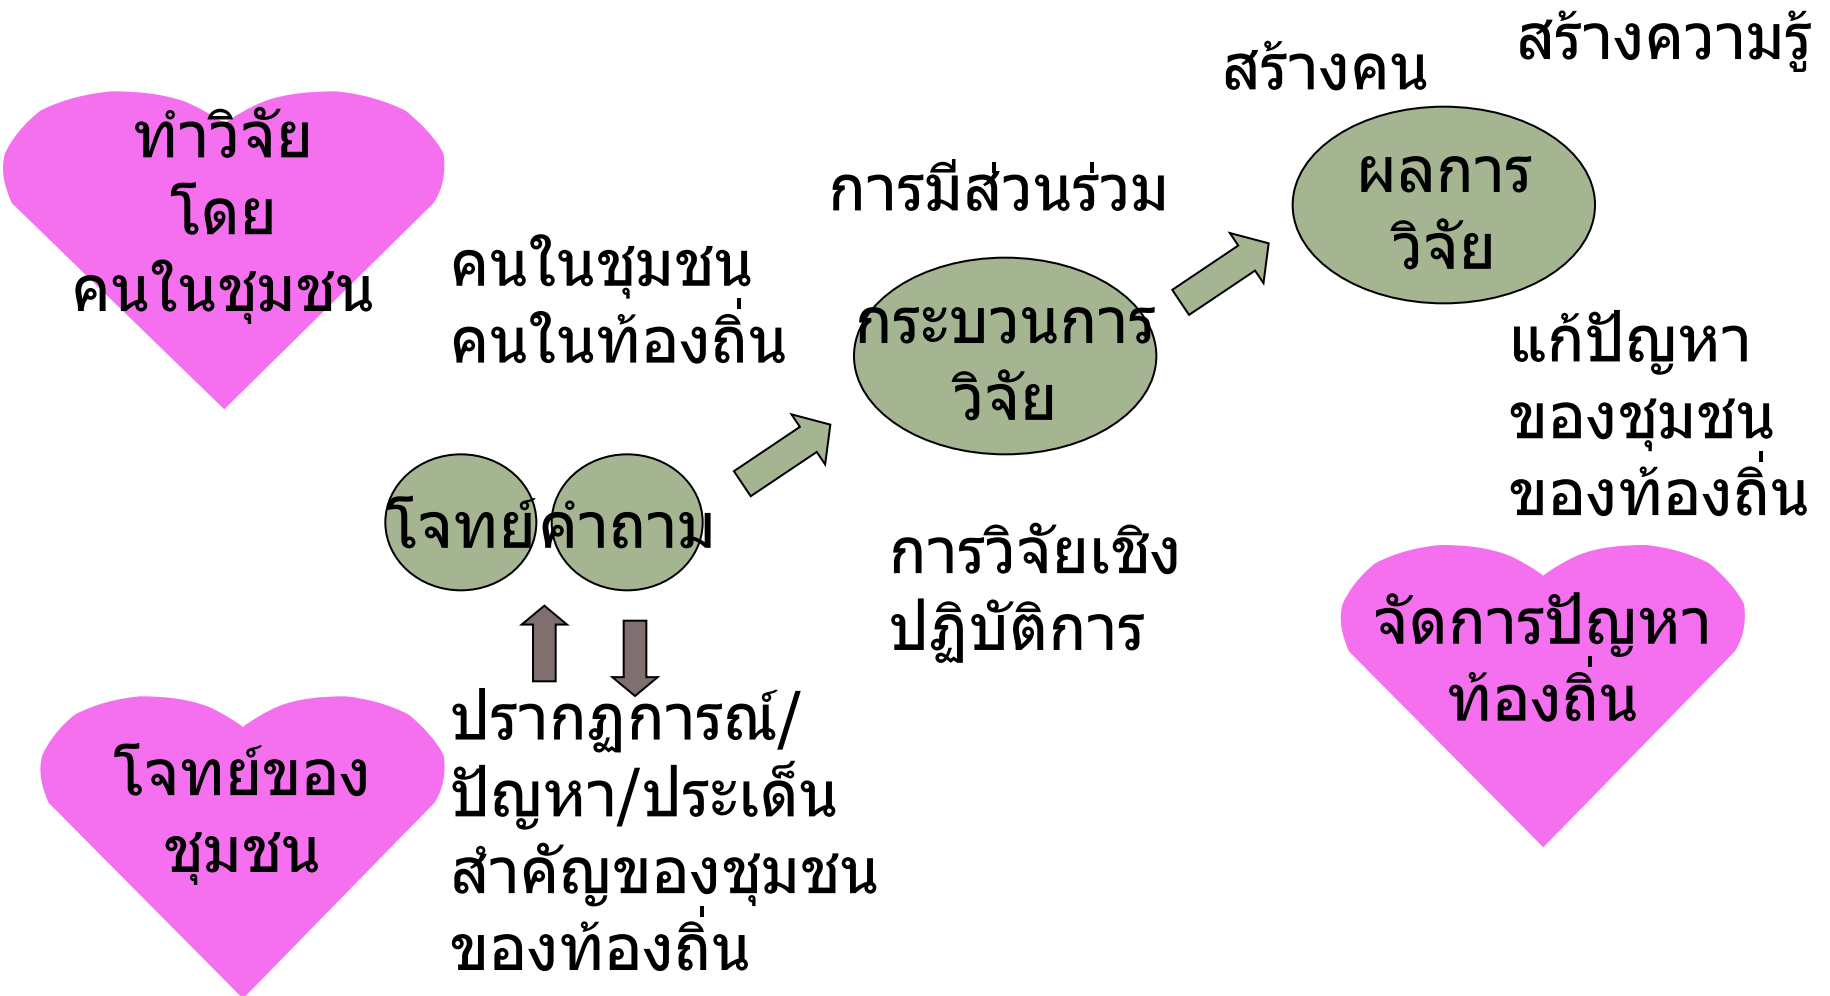 สร้างความรู้
สร้างคน
ทำวิจัย
โดย
คนในชุมชน
ผลการ
วิจัย
การมีส่วนร่วม
คนในชุมชน
คนในท้องถิ่น
กระบวนการ
วิจัย
แก้ปัญหา
ของชุมชน
ของท้องถิ่น
โจทย์
คำถาม
การวิจัยเชิง
ปฏิบัติการ
จัดการปัญหา
ท้องถิ่น
โจทย์ของ
ชุมชน
ปรากฏการณ์/
ปัญหา/ประเด็น
สำคัญของชุมชน
ของท้องถิ่น